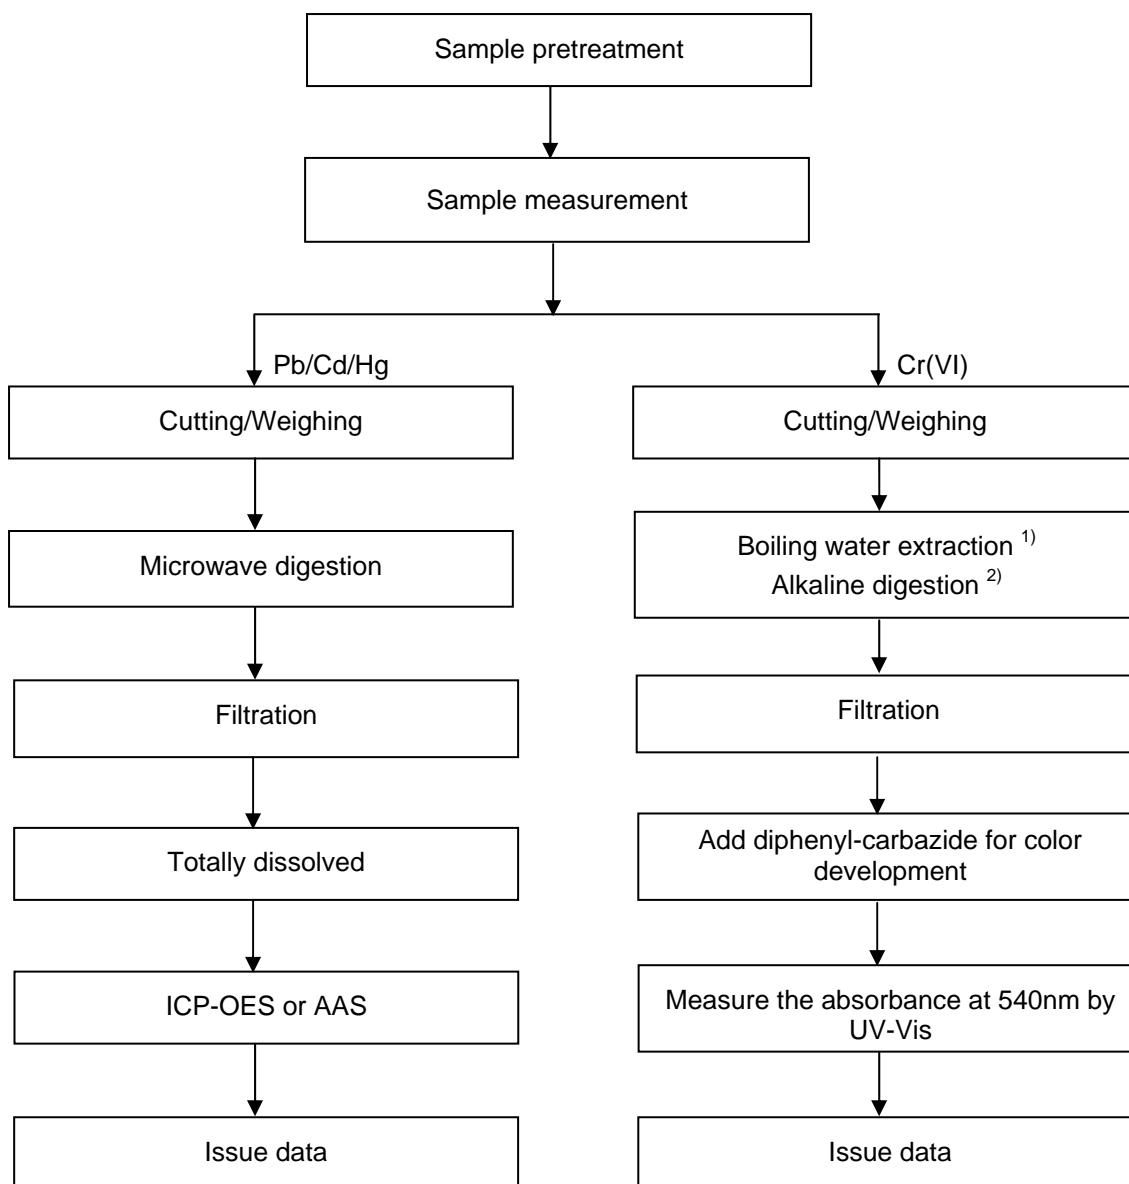 Sample pretreatment
Sample measurement
Pb/Cd/Hg
Cutting/Weighing
Microwave digestion
Filtration
Totally dissolved
ICP-OES or AAS
Issue data
Cr(VI)
Cutting/Weighing
Boiling water extraction 1)
Alkaline digestion 2)
Filtration
Add diphenyl-carbazide for color
development
Measure the absorbance at 540nm by
UV-Vis
Issue data